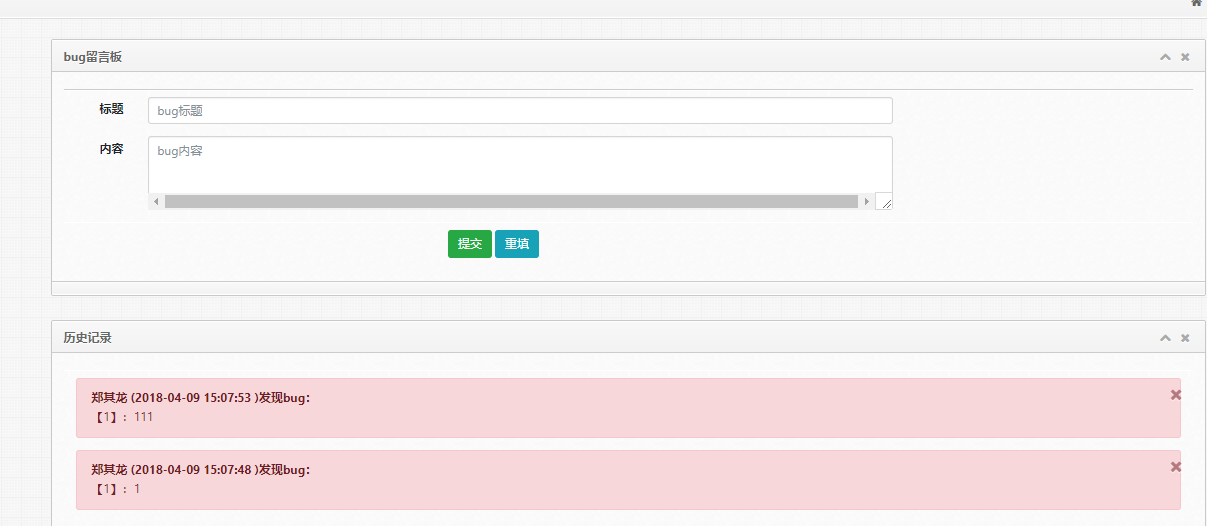 bug留言板
标题
bug标题
内容
bug内容
提交 重填
历史记录
郑其龙 (2018-04-09 15:07:53 )发现bug：
【1】：111
郑其龙 (2018-04-09 15:07:48 )发现bug：
【1】：1